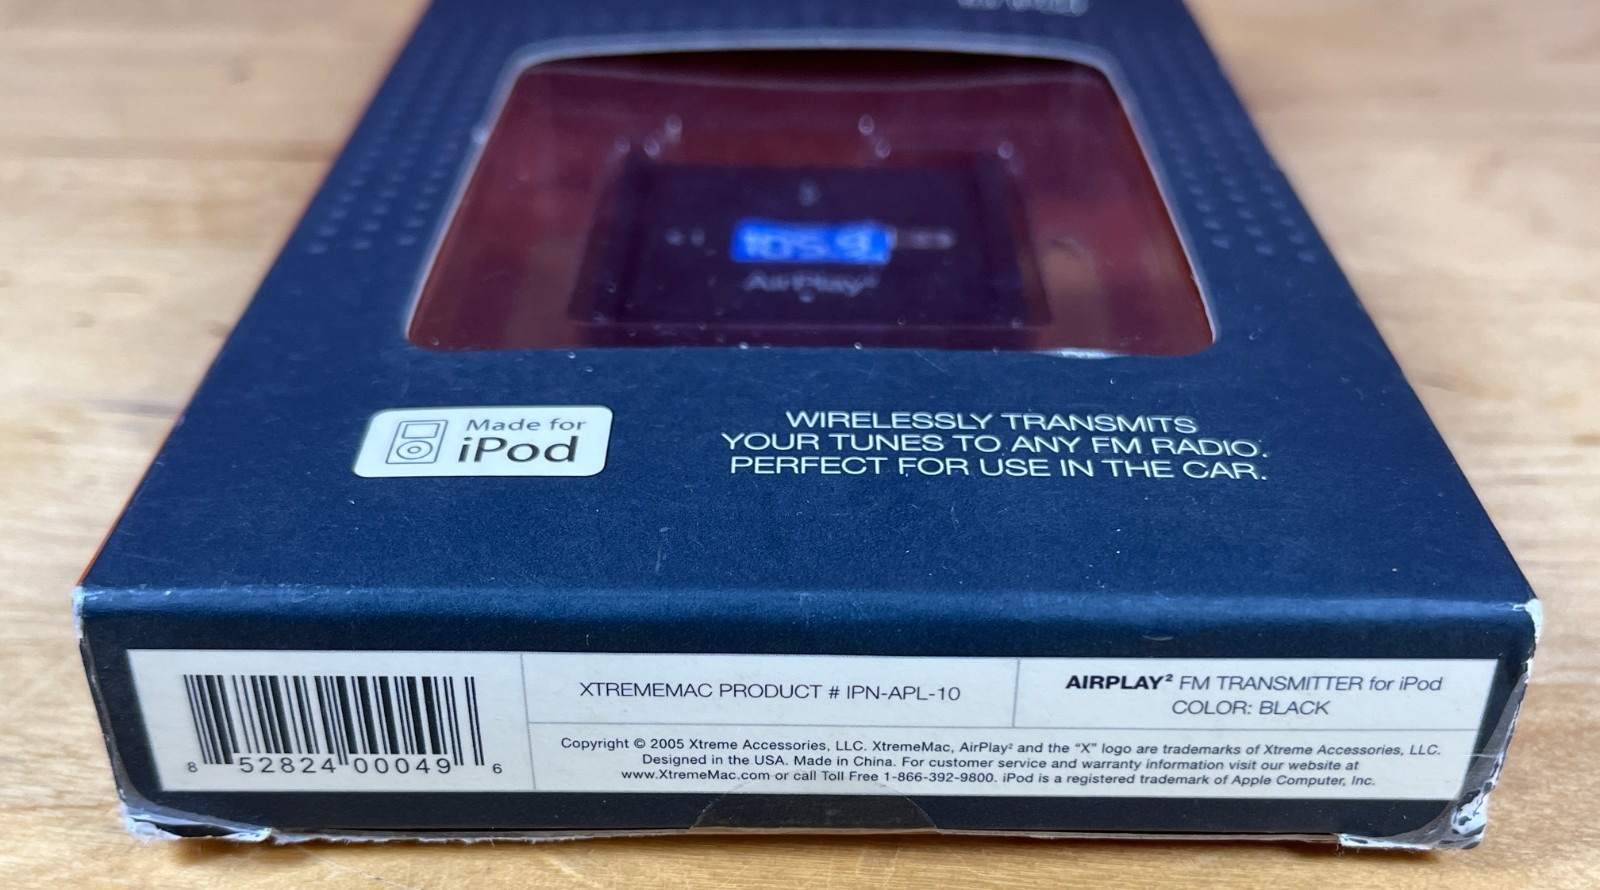 105.9
AirPlay²
Made for
iPod
WIRELESSLY TRANSMITS
YOUR TUNES TO ANY FM RADIO.
PERFECT FOR USE IN THE CAR.
XTREMEMAC PRODUCT # IPN-APL-10
AIRPLAY² FM TRANSMITTER for iPod
COLOR: BLACK
8 52824 00049 6
Copyright © 2005 Xtreme Accessories, LLC. XtremeMac, AirPlay² and the “X” logo are trademarks of Xtreme Accessories, LLC.
Designed in the USA. Made in China. For customer service and warranty information visit our website at
www.XtremeMac.com or call Toll Free 1-866-392-9800. iPod is a registered trademark of Apple Computer, Inc.